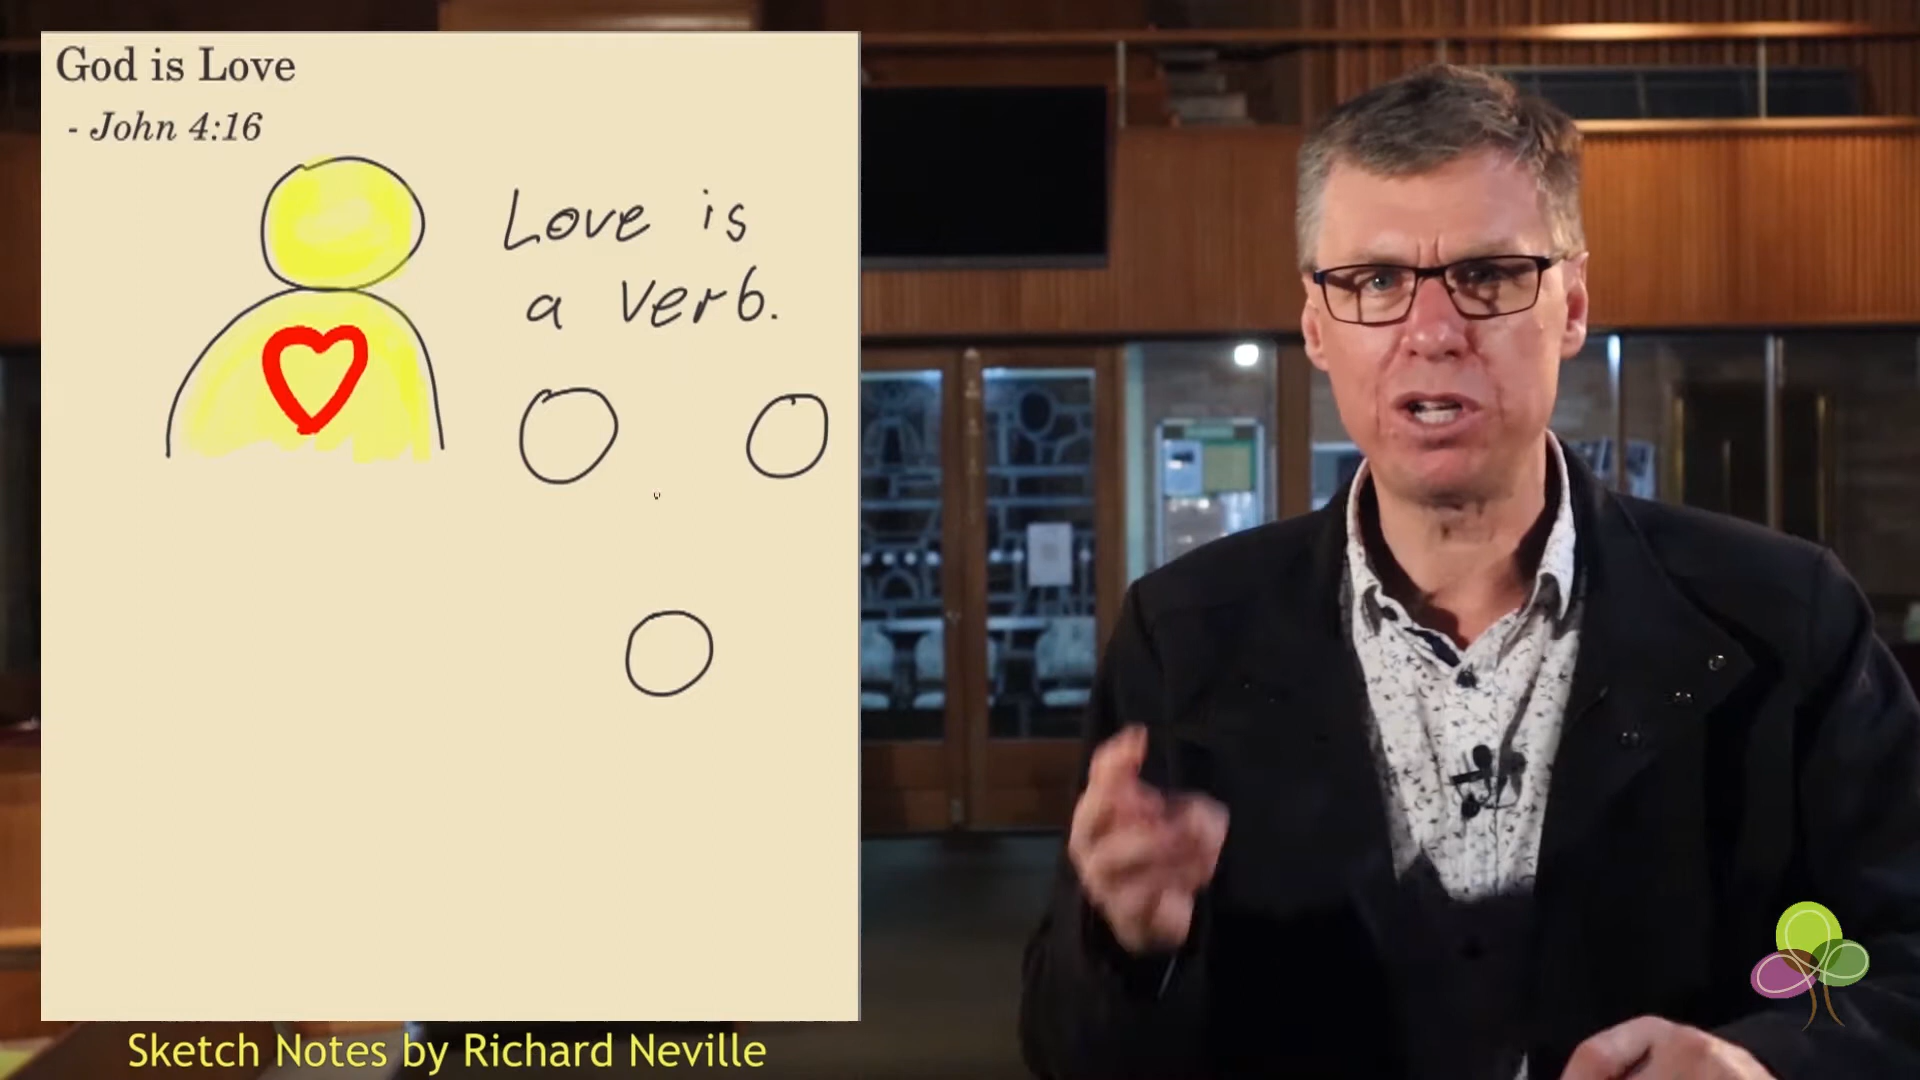 God is Love
- John 4:16
Love is
a verb.
Sketch Notes by Richard Neville